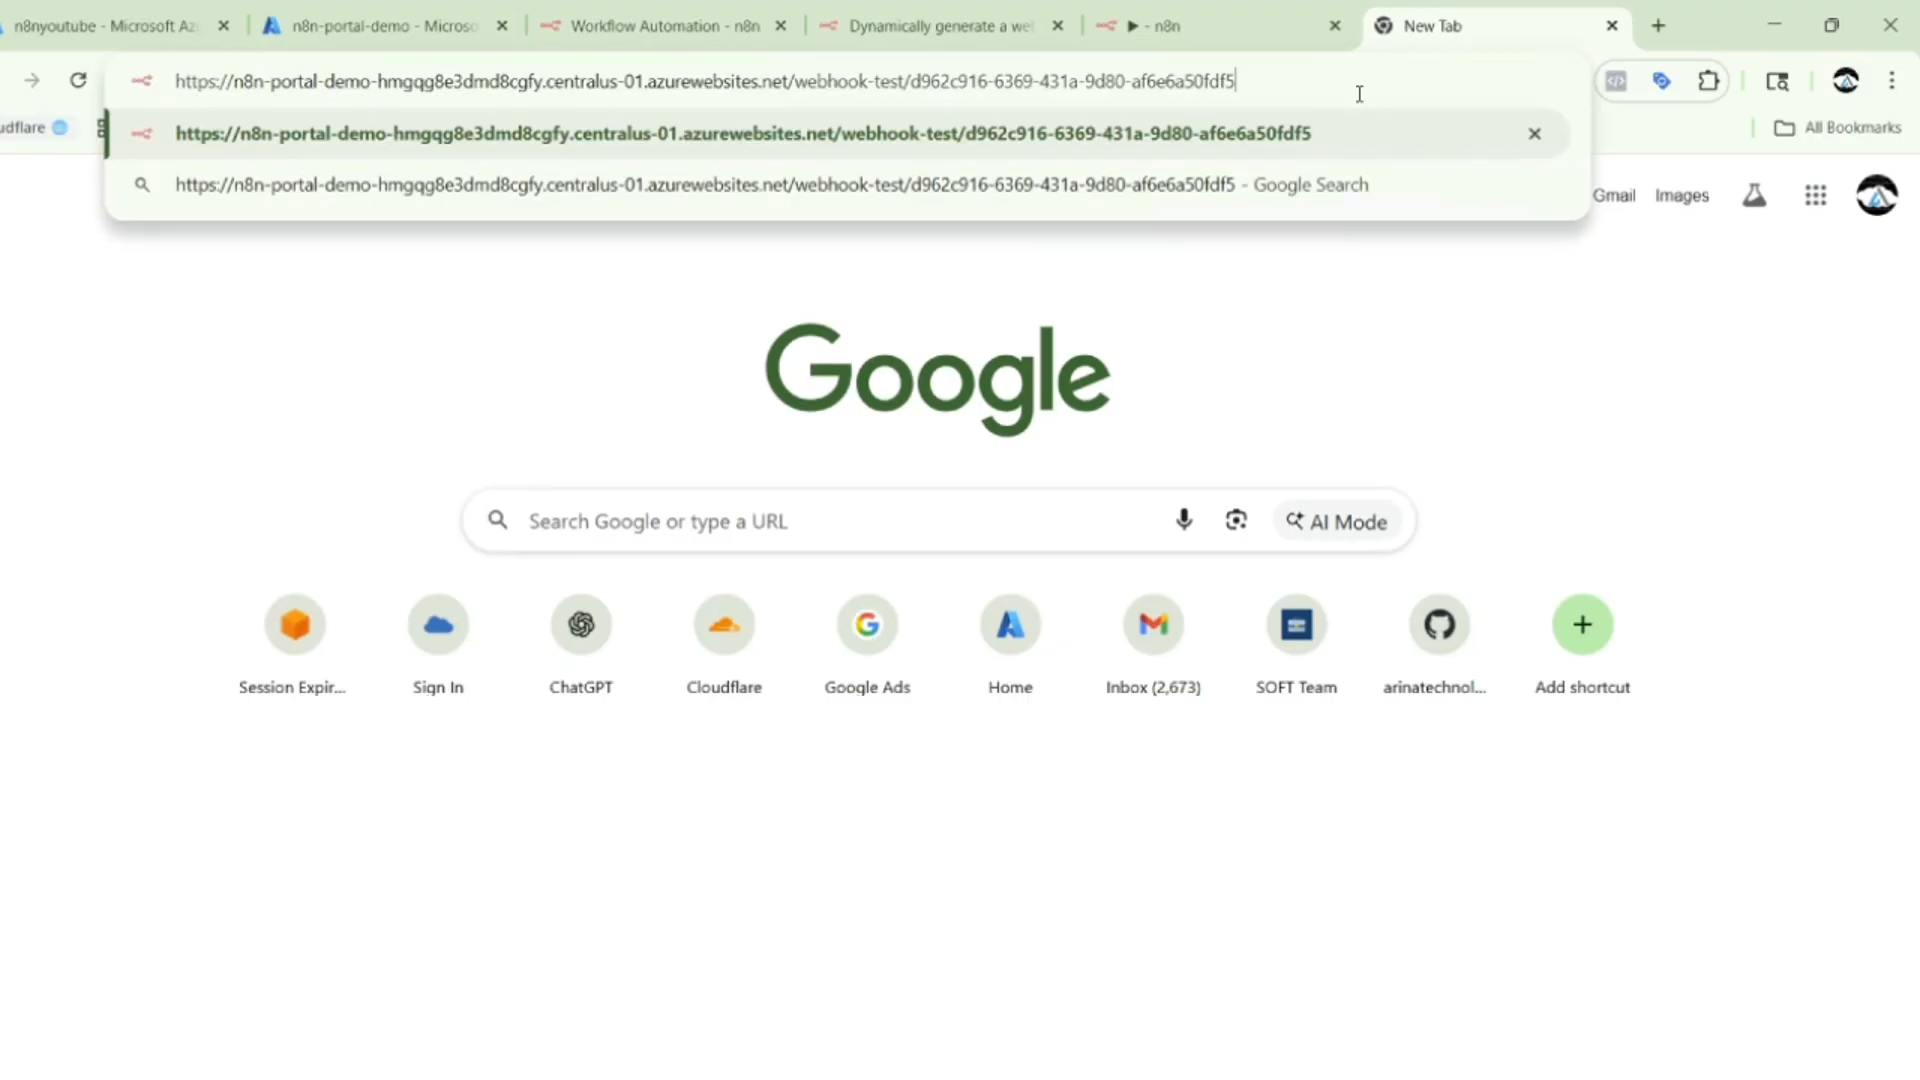 n8nyoutube - Microsoft Az
n8n-portal-demo - Microso
Workflow Automation - n8n
Dynamically generate a we
▶ - n8n
New Tab
https://n8n-portal-demo-hmgqg8e3dmd8cgfy.centralus-01.azurewebsites.net/webhook-test/d962c916-6369-431a-9d80-af6e6a50fdf5
udflare
All Bookmarks
https://n8n-portal-demo-hmgqg8e3dmd8cgfy.centralus-01.azurewebsites.net/webhook-test/d962c916-6369-431a-9d80-af6e6a50fdf5
https://n8n-portal-demo-hmgqg8e3dmd8cgfy.centralus-01.azurewebsites.net/webhook-test/d962c916-6369-431a-9d80-af6e6a50fdf5 - Google Search
Gmail
Images
Google
Search Google or type a URL
AI Mode
Session Expir...
Sign In
ChatGPT
Cloudflare
Google Ads
Home
Inbox (2,673)
SOFT Team
arinatechnol...
Add shortcut